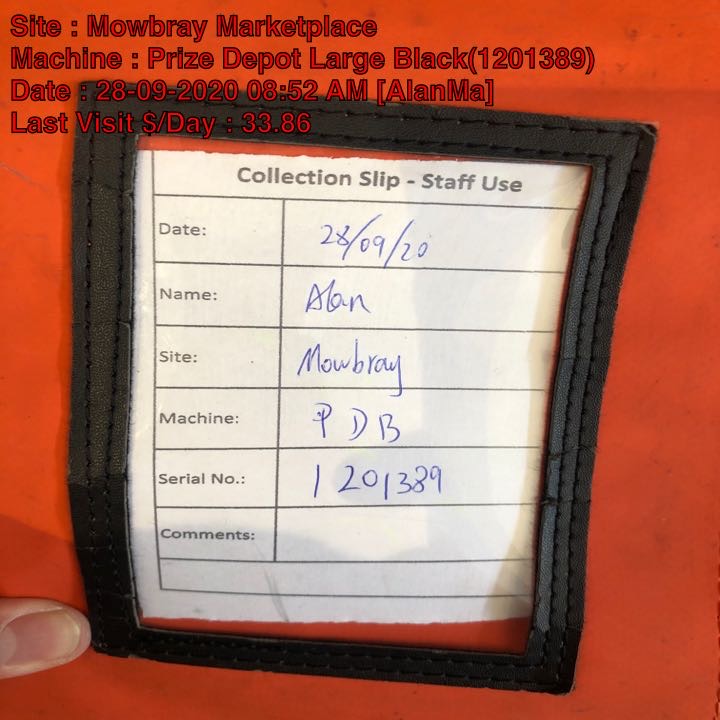 Site : Mowbray Marketplace
Machine : Prize Depot Large Black(1201389)
Date : 28-09-2020 08:52 AM [AlanMa]
Last Visit $/Day : 33.86
Collection Slip - Staff Use
Date: 28/09/20
Name: Alan
Site: Mowbray
Machine: P D B
Serial No.: 1201389
Comments: